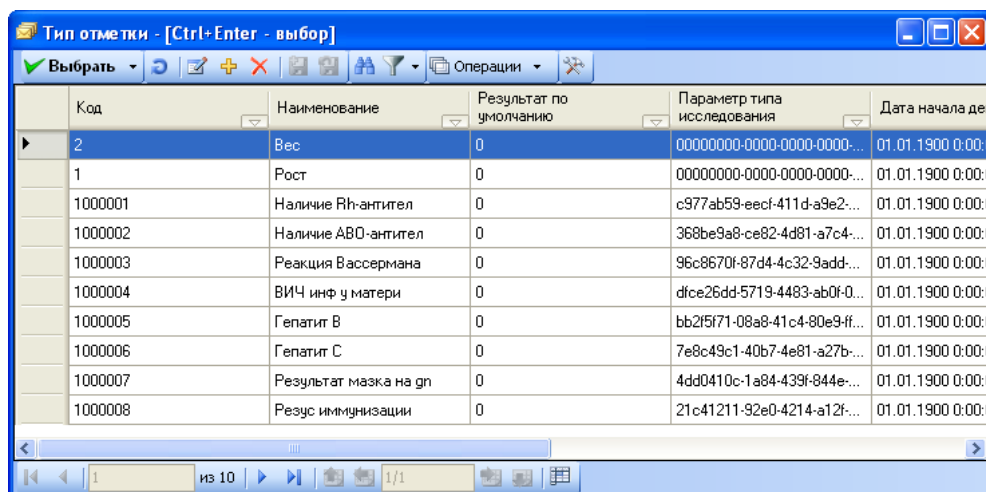 Тип отметки - [Ctrl+Enter - выбор]
Выбрать Операции
Код Наименование Результат по умолчанию Параметр типа исследования Дата начала де
2 Вес 0 00000000-0000-0000-0000-... 01.01.1900 0:00:
1 Рост 0 00000000-0000-0000-0000-... 01.01.1900 0:00:
1000001 Наличие Rh-антител 0 c977ab59-eecf-411d-a9e2-... 01.01.1900 0:00:
1000002 Наличие АВО-антител 0 368be9a8-ce82-4d81-a7c4-... 01.01.1900 0:00:
1000003 Реакция Вассермана 0 96c8670f-87d4-4c32-9add-... 01.01.1900 0:00:
1000004 ВИЧ инф у матери 0 dfce26dd-5719-4483-ab0f-0... 01.01.1900 0:00:
1000005 Гепатит В 0 bb2f5f71-08a8-41c4-80e9-ff... 01.01.1900 0:00:
1000006 Гепатит С 0 7e8c49c1-40b7-4e81-a27b-... 01.01.1900 0:00:
1000007 Результат мазка на gn 0 4dd0410c-1a84-439f-844e-... 01.01.1900 0:00:
1000008 Резус иммунизации 0 21c41211-92e0-4214-a12f-... 01.01.1900 0:00:
1 из 10 1/1